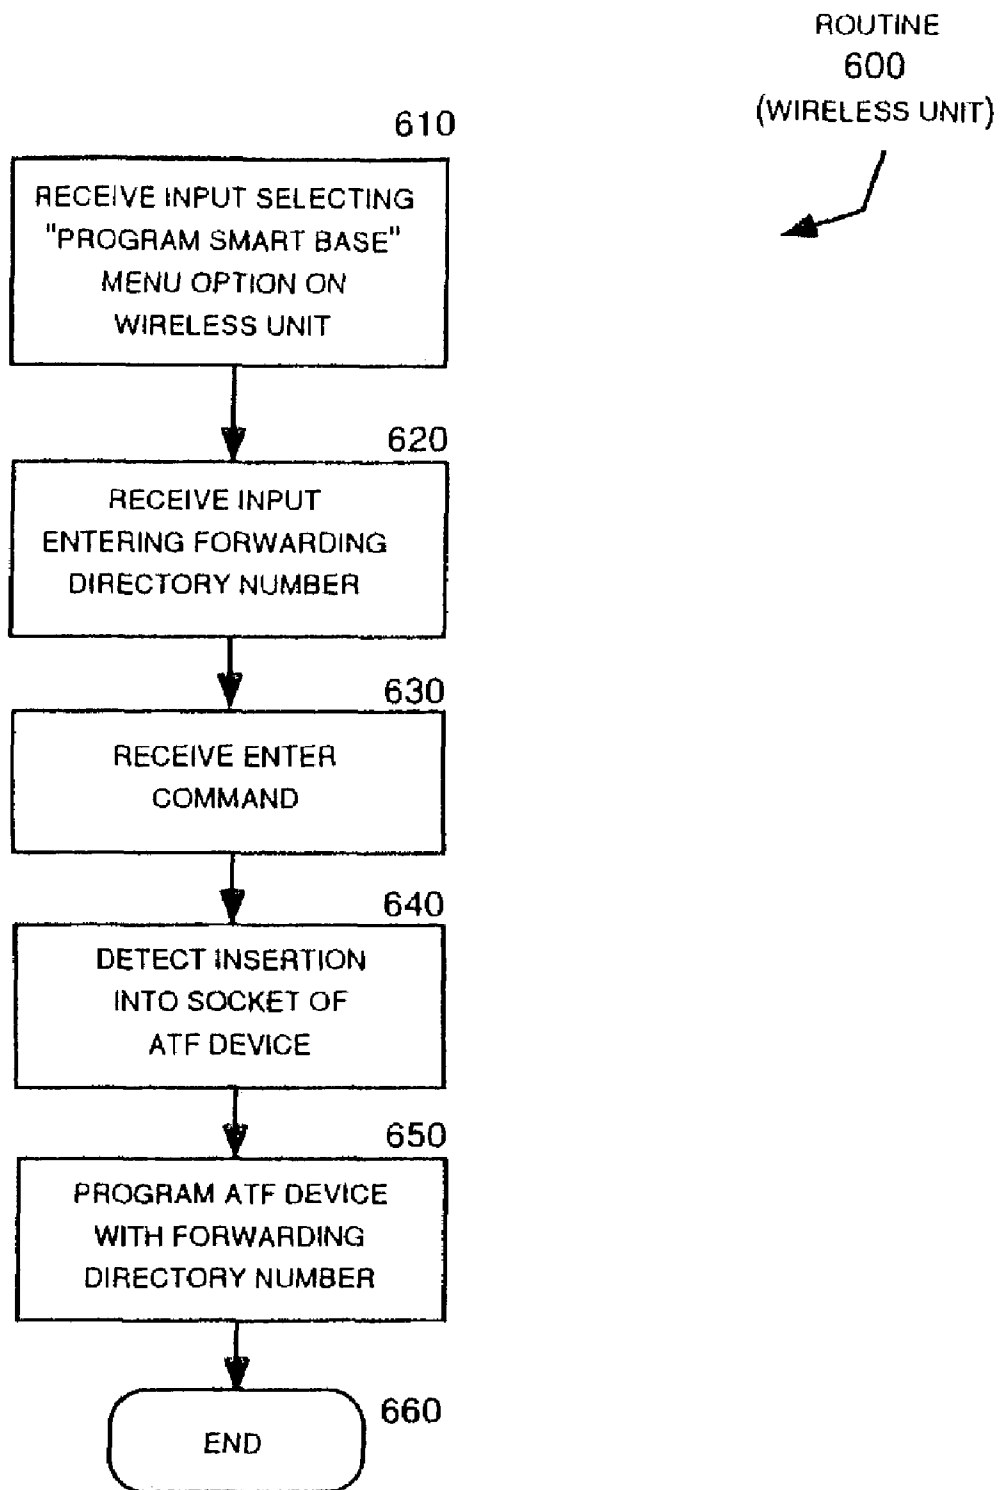 ROUTINE
600
(WIRELESS UNIT)
610
RECEIVE INPUT SELECTING
"PROGRAM SMART BASE"
MENU OPTION ON
WIRELESS UNIT
620
RECEIVE INPUT
ENTERING FORWARDING
DIRECTORY NUMBER
630
RECEIVE ENTER
COMMAND
640
DETECT INSERTION
INTO SOCKET OF
ATF DEVICE
650
PROGRAM ATF DEVICE
WITH FORWARDING
DIRECTORY NUMBER
660
END